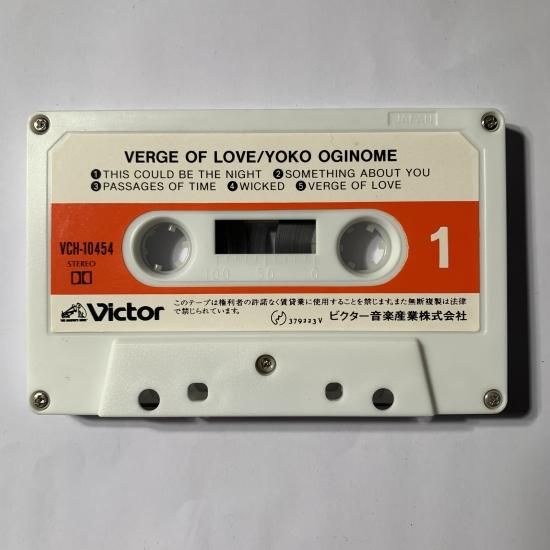 JAPAN
VERGE OF LOVE/YOKO OGINOME
❶THIS COULD BE THE NIGHT ❷SOMETHING ABOUT YOU
❸PASSAGES OF TIME ❹WICKED ❺VERGE OF LOVE
VCH-10454
STEREO
1
100 50 0
Victor
このテープは権利者の許諾なく賃貸業に使用することを禁じます。また無断複製は法律
で禁じられています。
379223V ビクター音楽産業株式会社